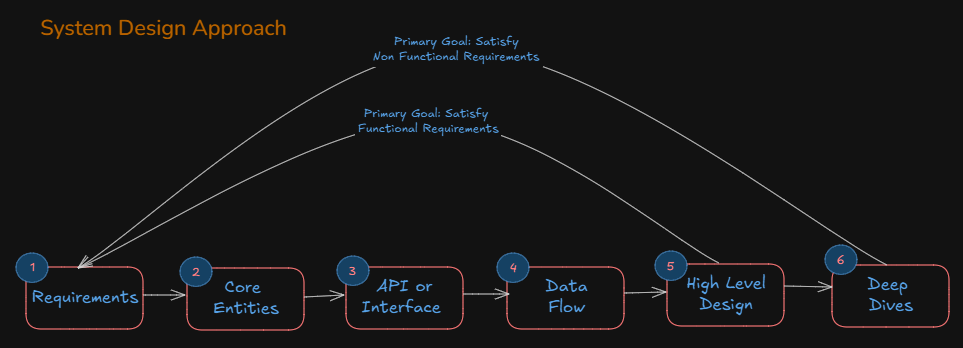 System Design Approach
Primary Goal: Satisfy
Non Functional Requirements
Primary Goal: Satisfy
Functional Requirements
1
Requirements
2
Core
Entities
3
API or
Interface
4
Data
Flow
5
High Level
Design
6
Deep
Dives